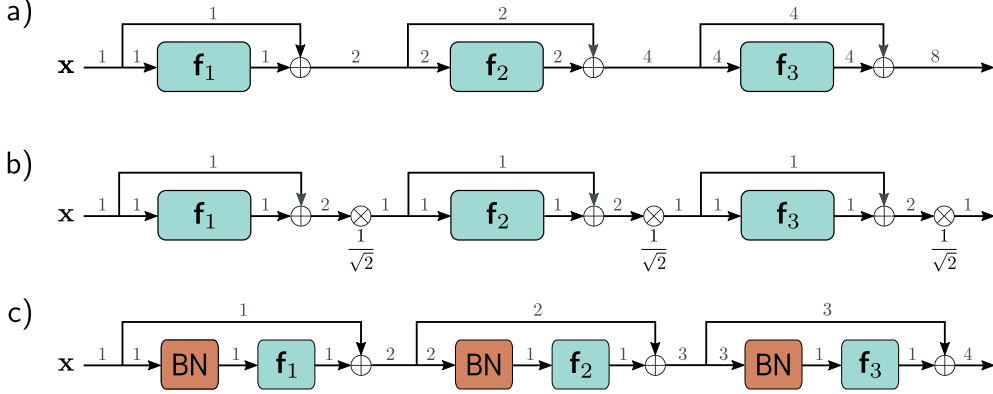 a)
1 2 4
x 1 1 f1 1 2 2 f2 2 4 4 f3 4 8
b)
1 1 1
x 1 1 f1 1 2 1 1 f2 1 2 1 1 f3 1 2 1
1/√2 1/√2 1/√2
c)
1 2 3
x 1 1 BN 1 f1 1 2 2 BN 1 f2 1 3 3 BN 1 f3 1 4